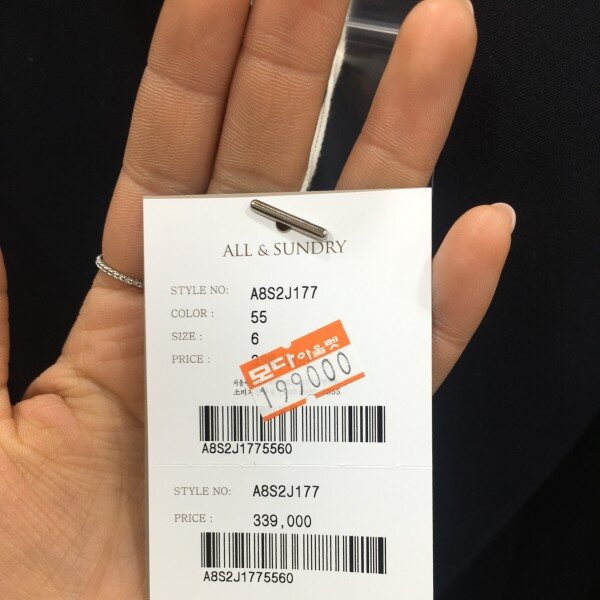 ALL & SUNDRY
STYLE NO: A8S2J177
COLOR : 55
SIZE : 6
PRICE :
모다아울렛
199000
A8S2J1775560
STYLE NO: A8S2J177
PRICE : 339,000
A8S2J1775560